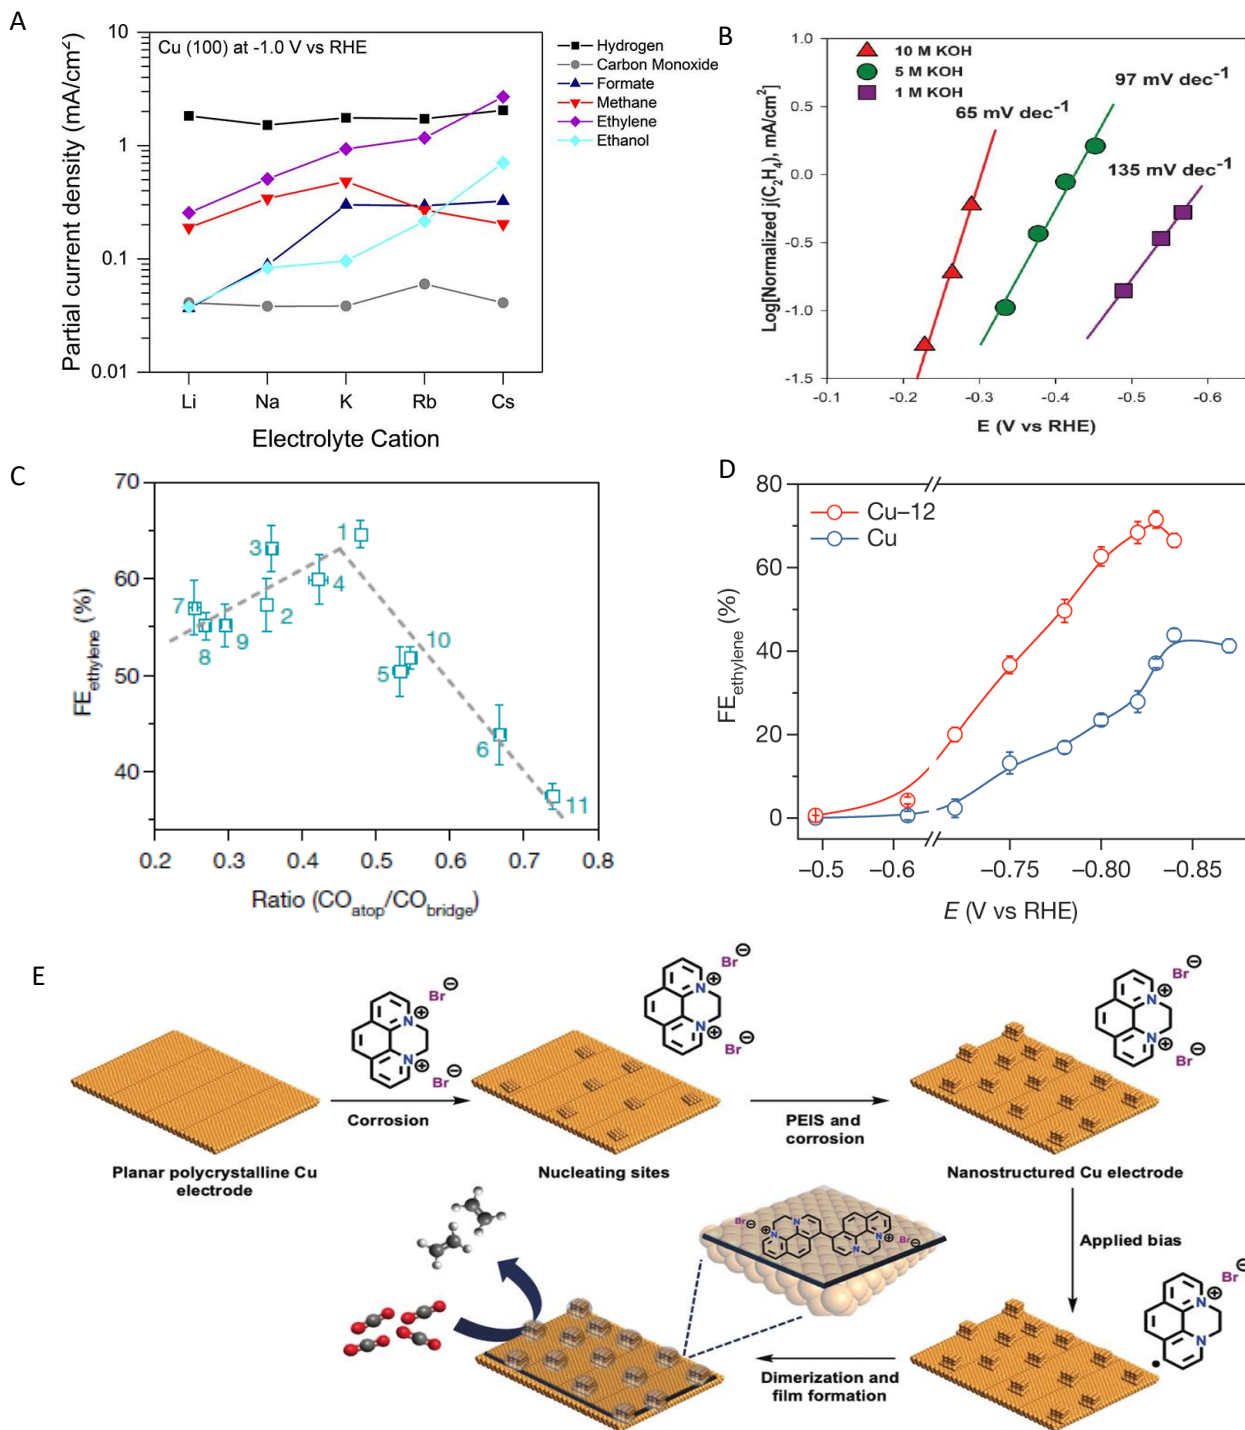 A
Cu (100) at -1.0 V vs RHE
Hydrogen
Carbon Monoxide
Formate
Methane
Ethylene
Ethanol
10
1
0.1
0.01
Partial current density (mA/cm²)
Li Na K Rb Cs
Electrolyte Cation
B
10 M KOH
5 M KOH
1 M KOH
65 mV dec⁻¹
97 mV dec⁻¹
135 mV dec⁻¹
1.0
0.5
0.0
-0.5
-1.0
-1.5
Log[Normalized j(C₂H₄), mA/cm²]
-0.1 -0.2 -0.3 -0.4 -0.5 -0.6
E (V vs RHE)
C
70
60
50
40
FE_ethylene (%)
1
3
4
7
2
8
9
10
5
6
11
0.2 0.3 0.4 0.5 0.6 0.7 0.8
Ratio (CO_atop/CO_bridge)
D
Cu–12
Cu
80
60
40
20
0
FE_ethylene (%)
–0.5 –0.6 –0.75 –0.80 –0.85
E (V vs RHE)
E
Br⊖
N⊕
N⊕
Br⊖
Corrosion
Planar polycrystalline Cu
electrode
Br⊖
N⊕
N⊕
Br⊖
Nucleating sites
PEIS and
corrosion
Br⊖
N⊕
N⊕
Br⊖
Nanostructured Cu electrode
Applied bias
Br⊖
N⊕
N
Dimerization and
film formation
Br⊖
N
N⊕
N
N⊕
Br⊖